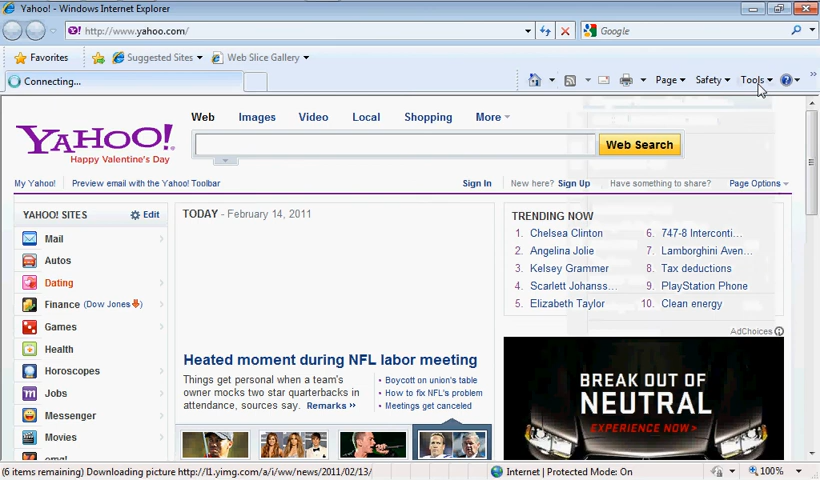 Yahoo! - Windows Internet Explorer
http://www.yahoo.com/
Google
Favorites
Suggested Sites
Web Slice Gallery
Connecting...
Page
Safety
Tools
Web
Images
Video
Local
Shopping
More
YAHOO!
Happy Valentine's Day
Web Search
My Yahoo!
Preview email with the Yahoo! Toolbar
Sign In
New here? Sign Up
Have something to share?
Page Options
YAHOO! SITES
Edit
Mail
Autos
Dating
Finance (Dow Jones)
Games
Health
Horoscopes
Jobs
Messenger
Movies
TODAY - February 14, 2011
Heated moment during NFL labor meeting
Things get personal when a team's
owner mocks two star quarterbacks in
attendance, sources say. Remarks »
• Boycott on union's table
• How to fix NFL's problem
• Meetings get canceled
TRENDING NOW
1. Chelsea Clinton
2. Angelina Jolie
3. Kelsey Grammer
4. Scarlett Johanss...
5. Elizabeth Taylor
6. 747-8 Interconti...
7. Lamborghini Aven...
8. Tax deductions
9. PlayStation Phone
10. Clean energy
AdChoices
BREAK OUT OF
NEUTRAL
EXPERIENCE NOW>
(6 items remaining) Downloading picture http://l1.yimg.com/a/i/ww/news/2011/02/13/
Internet | Protected Mode: On
100%